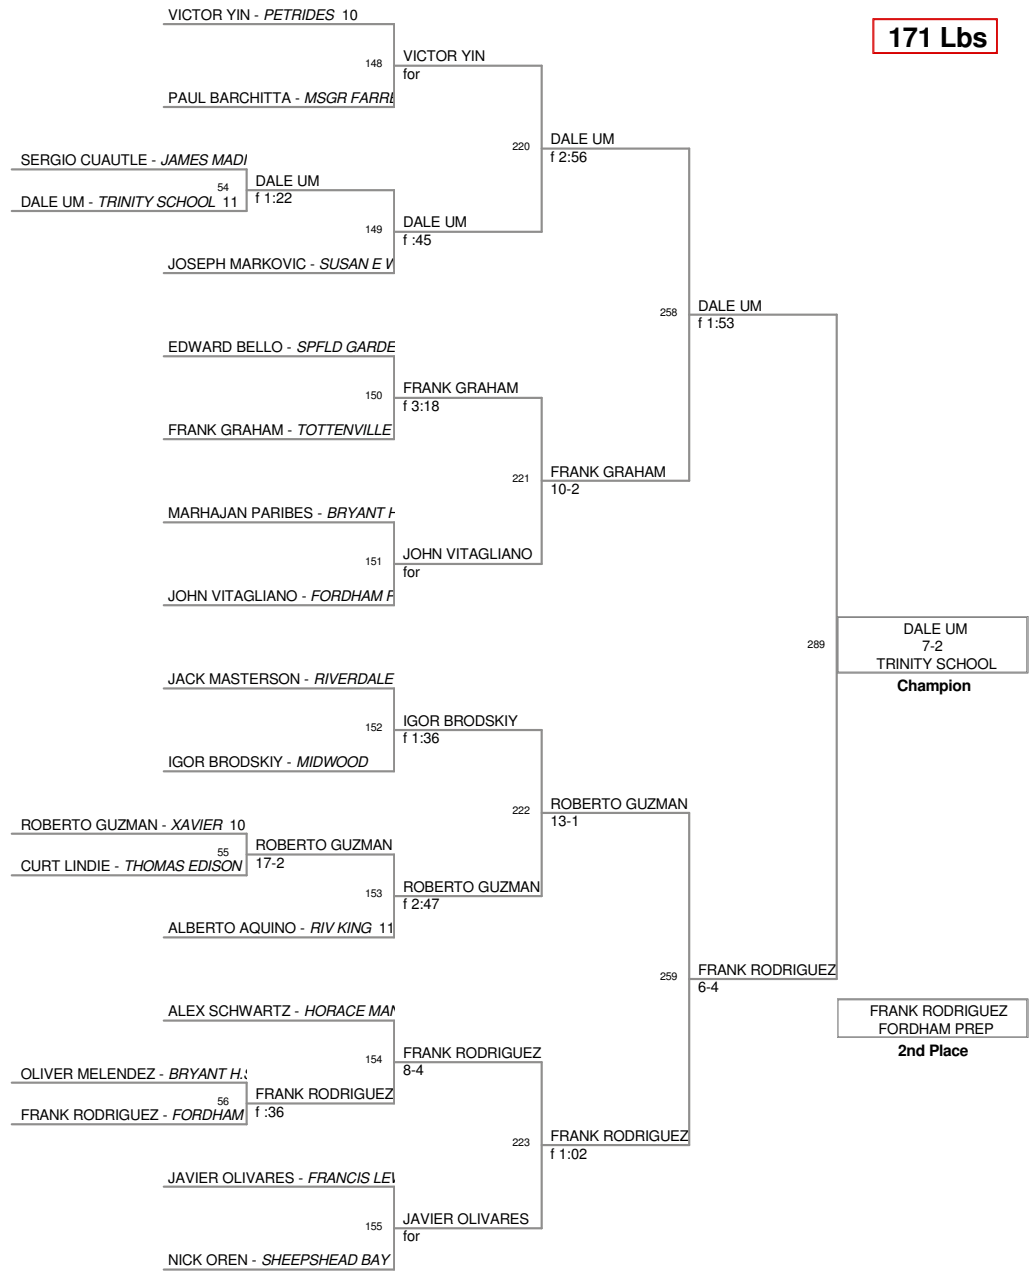 VICTOR YIN - PETRIDES 10
171 Lbs
148
VICTOR YIN
for
PAUL BARCHITTA - MSGR FARRE
220
DALE UM
f 2:56
SERGIO CUAUTLE - JAMES MADI
54
DALE UM
f 1:22
DALE UM - TRINITY SCHOOL 11
149
DALE UM
f :45
JOSEPH MARKOVIC - SUSAN E
258
DALE UM
f 1:53
EDWARD BELLO - SPFLD GARDE
150
FRANK GRAHAM
f 3:18
FRANK GRAHAM - TOTTENVILLE
221
FRANK GRAHAM
10-2
MARHAJAN PARIBES - BRYANT
151
JOHN VITAGLIANO
for
JOHN VITAGLIANO - FORDHAM
289
DALE UM
7-2
TRINITY SCHOOL
Champion
JACK MASTERSON - RIVERDALE
152
IGOR BRODSKIY
f 1:36
IGOR BRODSKIY - MIDWOOD
222
ROBERTO GUZMAN
13-1
ROBERTO GUZMAN - XAVIER 10
55
ROBERTO GUZMAN
17-2
CURT LINDIE - THOMAS EDISON
153
ROBERTO GUZMAN
f 2:47
ALBERTO AQUINO - RIV KING 11
259
FRANK RODRIGUEZ
6-4
ALEX SCHWARTZ - HORACE MAN
FRANK RODRIGUEZ
FORDHAM PREP
2nd Place
154
FRANK RODRIGUEZ
8-4
OLIVER MELENDEZ - BRYANT H.S
56
FRANK RODRIGUEZ
f :36
FRANK RODRIGUEZ - FORDHAM
223
FRANK RODRIGUEZ
f 1:02
JAVIER OLIVARES - FRANCIS LEW
155
JAVIER OLIVARES
for
NICK OREN - SHEEPSHEAD BAY